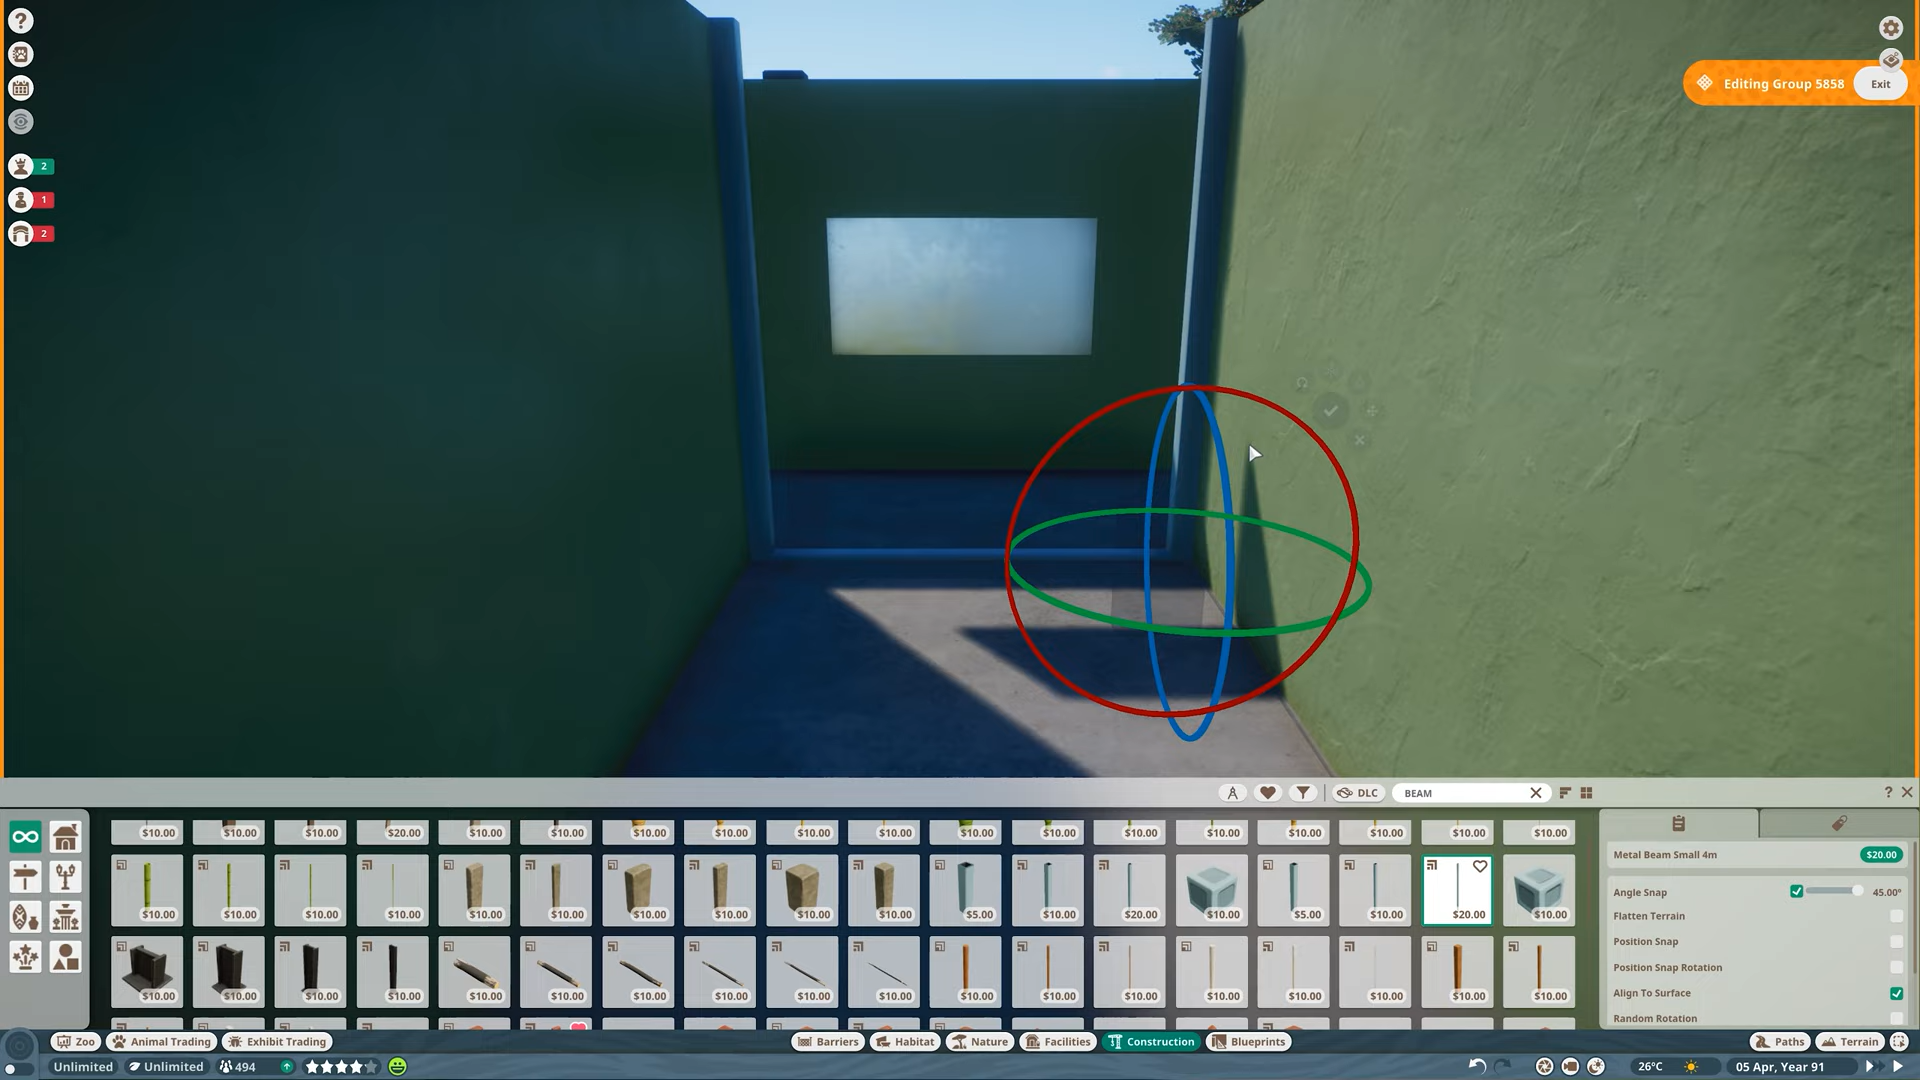 ?
Editing Group 5858
Exit
2
1
2
DLC
BEAM
?
$10.00 $10.00 $10.00 $20.00 $10.00 $10.00 $10.00 $10.00 $10.00 $10.00 $10.00 $10.00 $10.00 $10.00 $10.00 $10.00 $10.00 $10.00
$10.00 $10.00 $10.00 $10.00 $10.00 $10.00 $10.00 $10.00 $10.00 $10.00 $5.00 $10.00 $20.00 $10.00 $5.00 $10.00 $20.00 $10.00
$10.00 $10.00 $10.00 $10.00 $10.00 $10.00 $10.00 $10.00 $10.00 $10.00 $10.00 $10.00 $10.00 $10.00 $10.00 $10.00 $10.00 $10.00
Metal Beam Small 4m $20.00
Angle Snap 45.00°
Flatten Terrain
Position Snap
Position Snap Rotation
Align To Surface
Random Rotation
Zoo Animal Trading Exhibit Trading Barriers Habitat Nature Facilities Construction Blueprints Paths Terrain
Unlimited Unlimited 494 26°C 05 Apr, Year 91